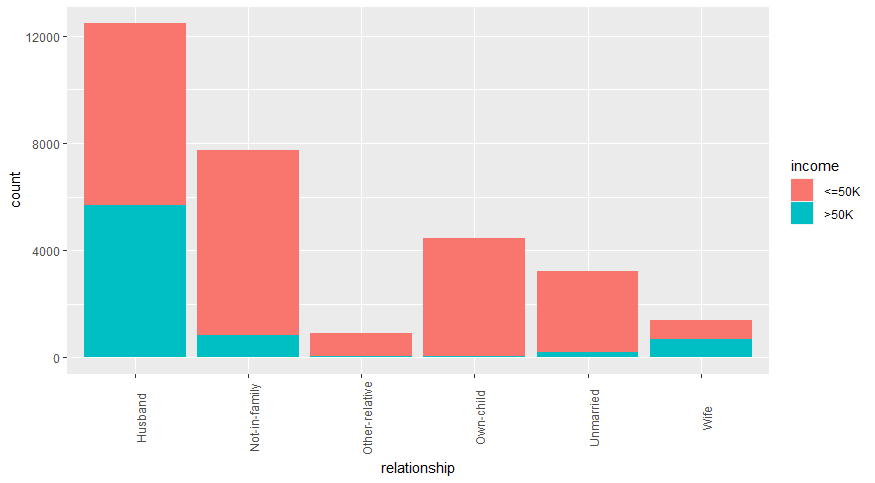 12000
8000
4000
0
count
Husband
Not-in-family
Other-relative
Own-child
Unmarried
Wife
relationship
income
<=50K
>50K